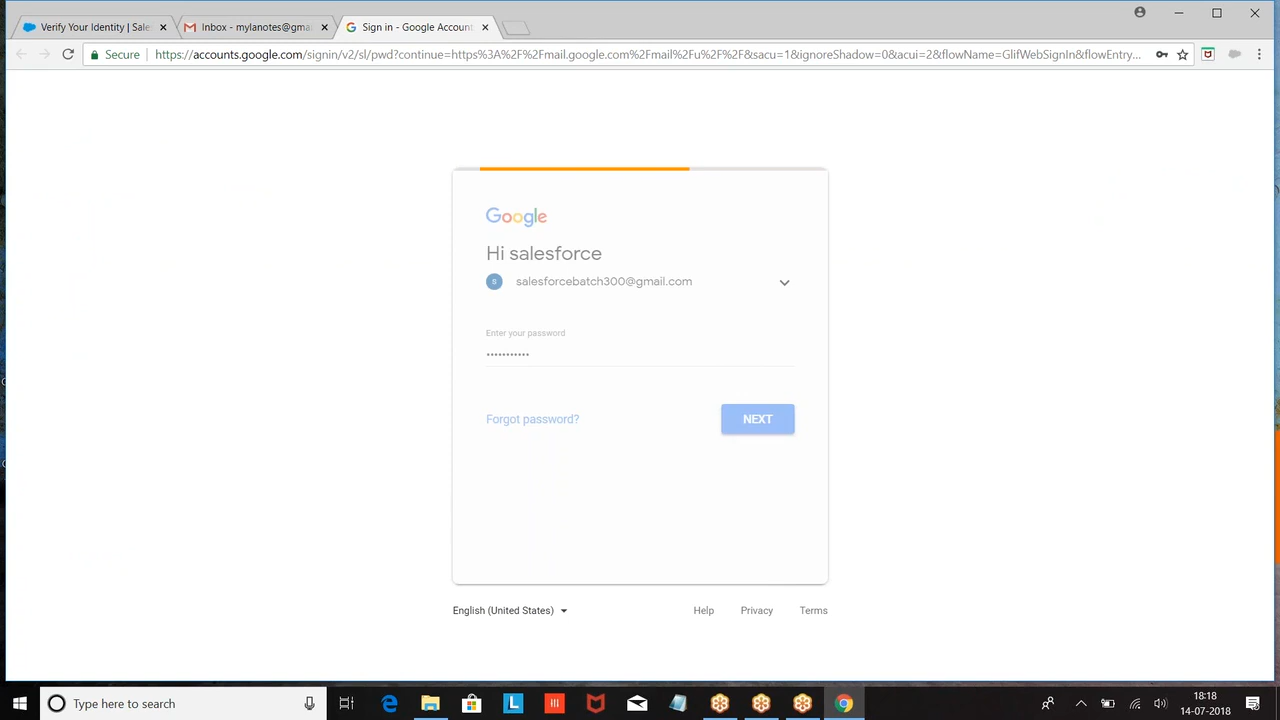 Verify Your Identity | Sale
Inbox - mylanotes@gmai
Sign in - Google Account
Secure
https://accounts.google.com/signin/v2/sl/pwd?continue=https%3A%2F%2Fmail.google.com%2Fmail%2Fu%2F%2F&sacu=1&ignoreShadow=0&acui=2&flowName=GlifWebSignIn&flowEntry...
Google
Hi salesforce
S
salesforcebatch300@gmail.com
Enter your password
•••••••••••
Forgot password?
NEXT
English (United States)
Help
Privacy
Terms
Type here to search
L
18:18
14-07-2018